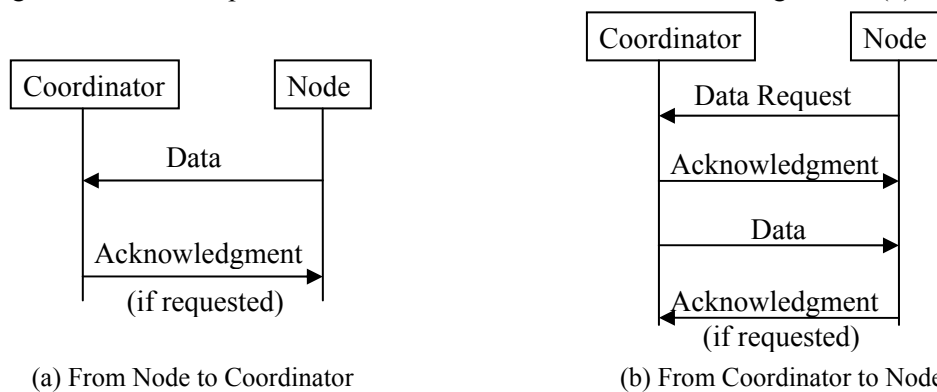 Coordinator
Node
Data
Acknowledgment
(if requested)
(a) From Node to Coordinator
Coordinator
Node
Data Request
Acknowledgment
Data
Acknowledgment
(if requested)
(b) From Coordinator to Node